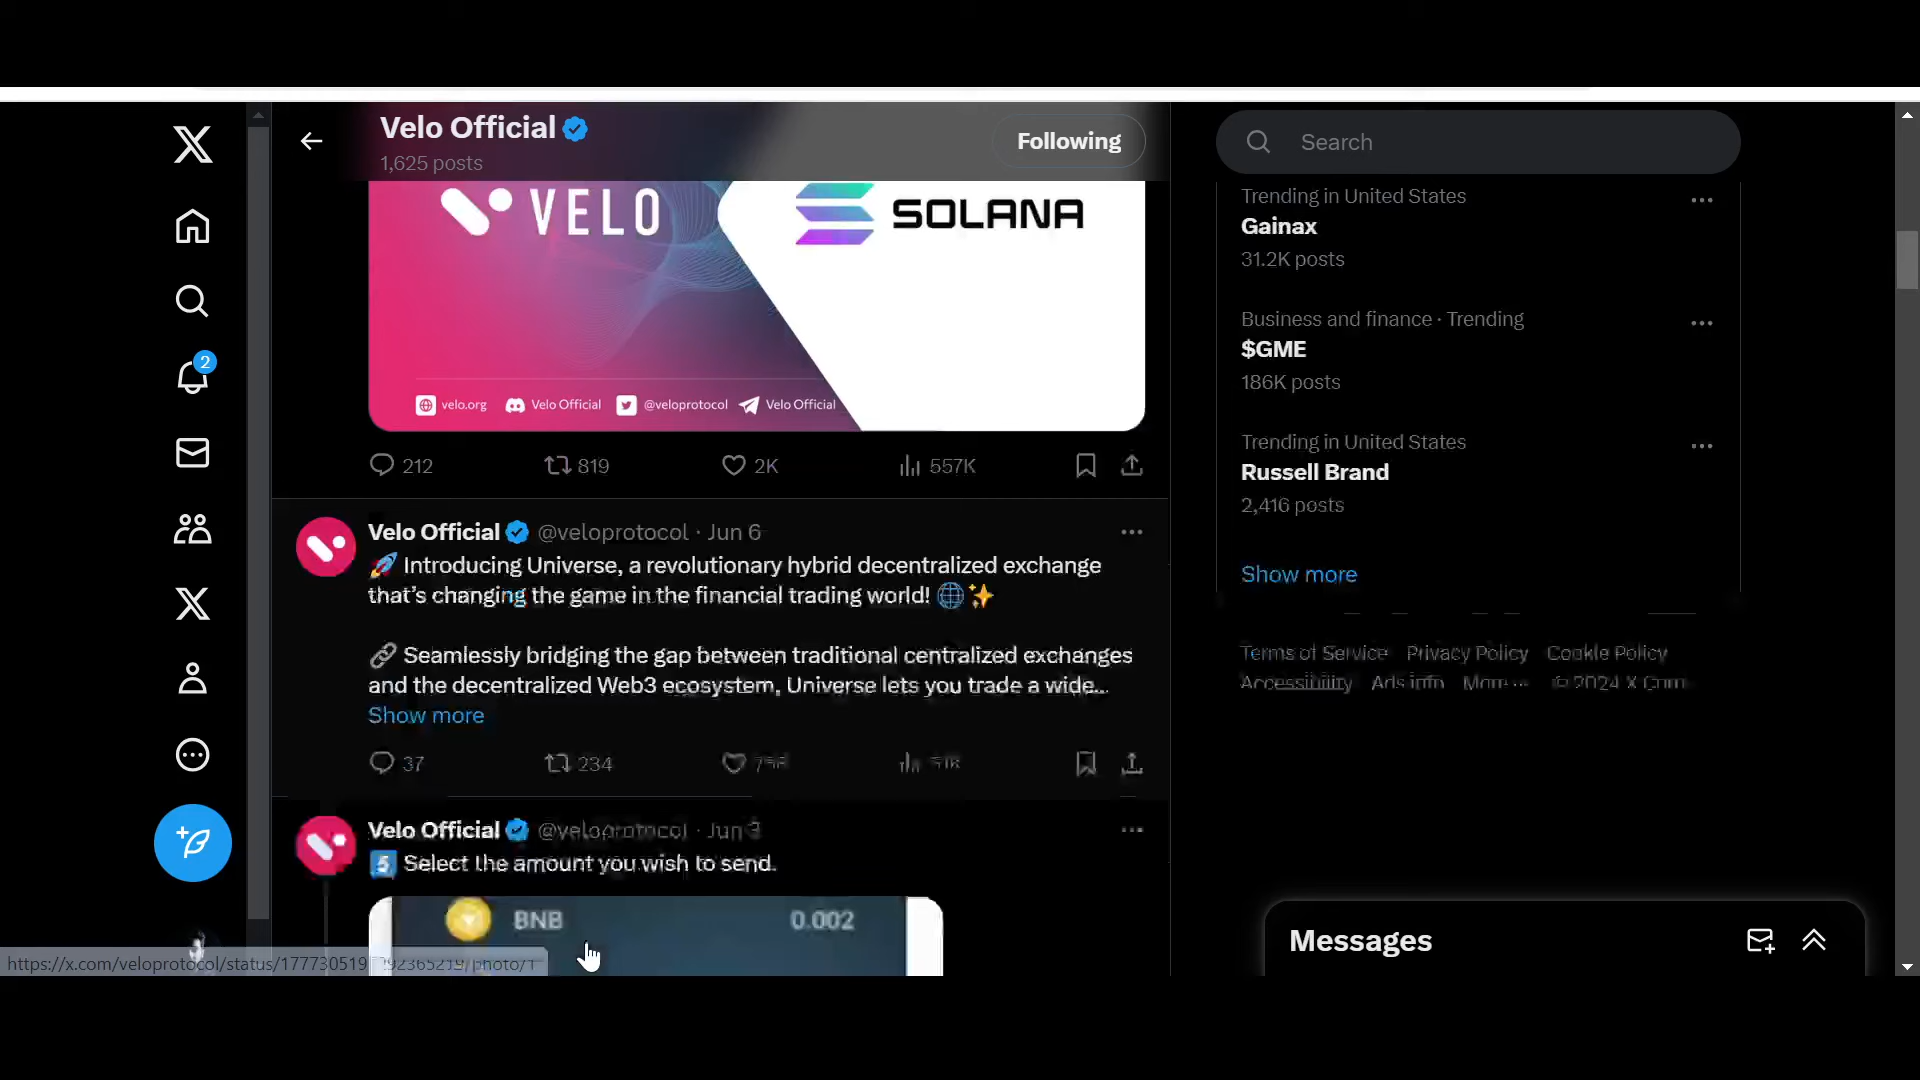 Velo Official
1,625 posts
Following
Search
VELO
SOLANA
velo.org
Velo Official
@veloprotocol
Velo Official
212
819
2K
557K
Velo Official @veloprotocol · Jun 6
🚀 Introducing Universe, a revolutionary hybrid decentralized exchange
that's changing the game in the financial trading world! 🌐✨
🔗 Seamlessly bridging the gap between traditional centralized exchanges
and the decentralized Web3 ecosystem, Universe lets you trade a wide...
Show more
37
234
Velo Official @veloprotocol · Jun 3
5️⃣ Select the amount you wish to send.
BNB
0.002
2
Trending in United States
Gainax
31.2K posts
Business and finance · Trending
$GME
186K posts
Trending in United States
Russell Brand
2,416 posts
Show more
Terms of Service Privacy Policy Cookie Policy
Accessibility Ads info More ··· © 2024 X Corp.
Messages
https://x.com/veloprotocol/status/177730519